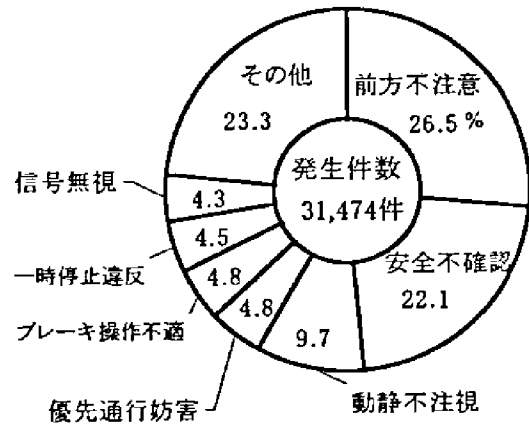 その他
23.3
前方不注意
26.5%
発生件数
31,474件
安全不確認
22.1
信号無視
4.3
一時停止違反
4.5
ブレーキ操作不適
4.8
優先通行妨害
4.8
動静不注視
9.7